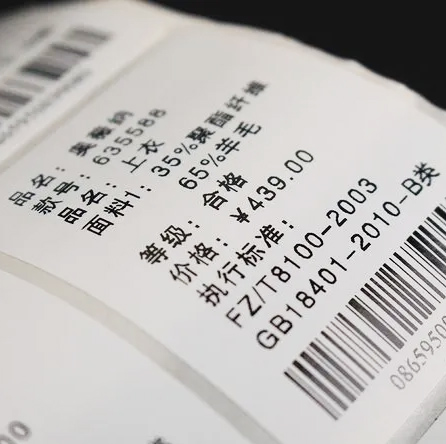 品名：莱薇纳
款号：635588
品名：上衣
面料1：35%聚酯纤维
65%羊毛
等级：合格
价格：¥439.00
执行标准：
FZ/T8100-2003
GB18401-2010-B类